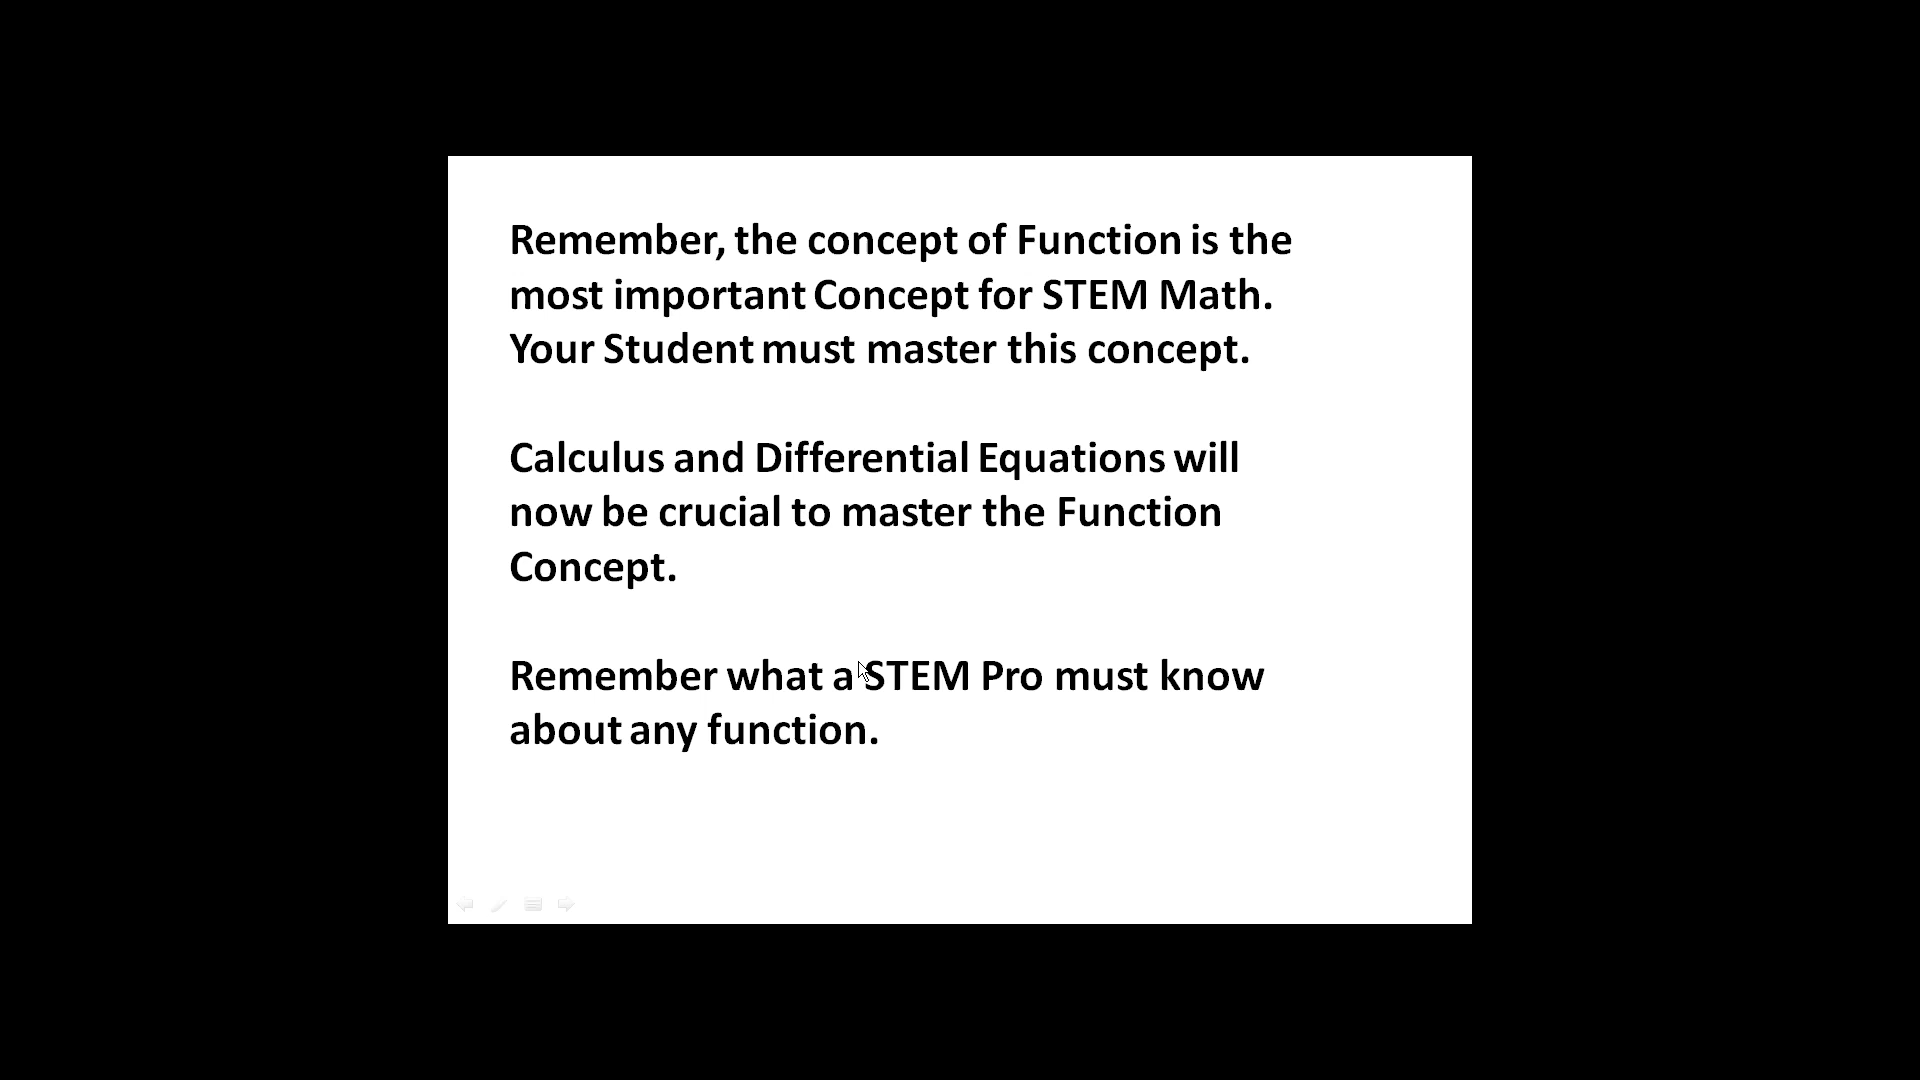 Remember, the concept of Function is the
most important Concept for STEM Math.
Your Student must master this concept.
Calculus and Differential Equations will
now be crucial to master the Function
Concept.
Remember what a STEM Pro must know
about any function.